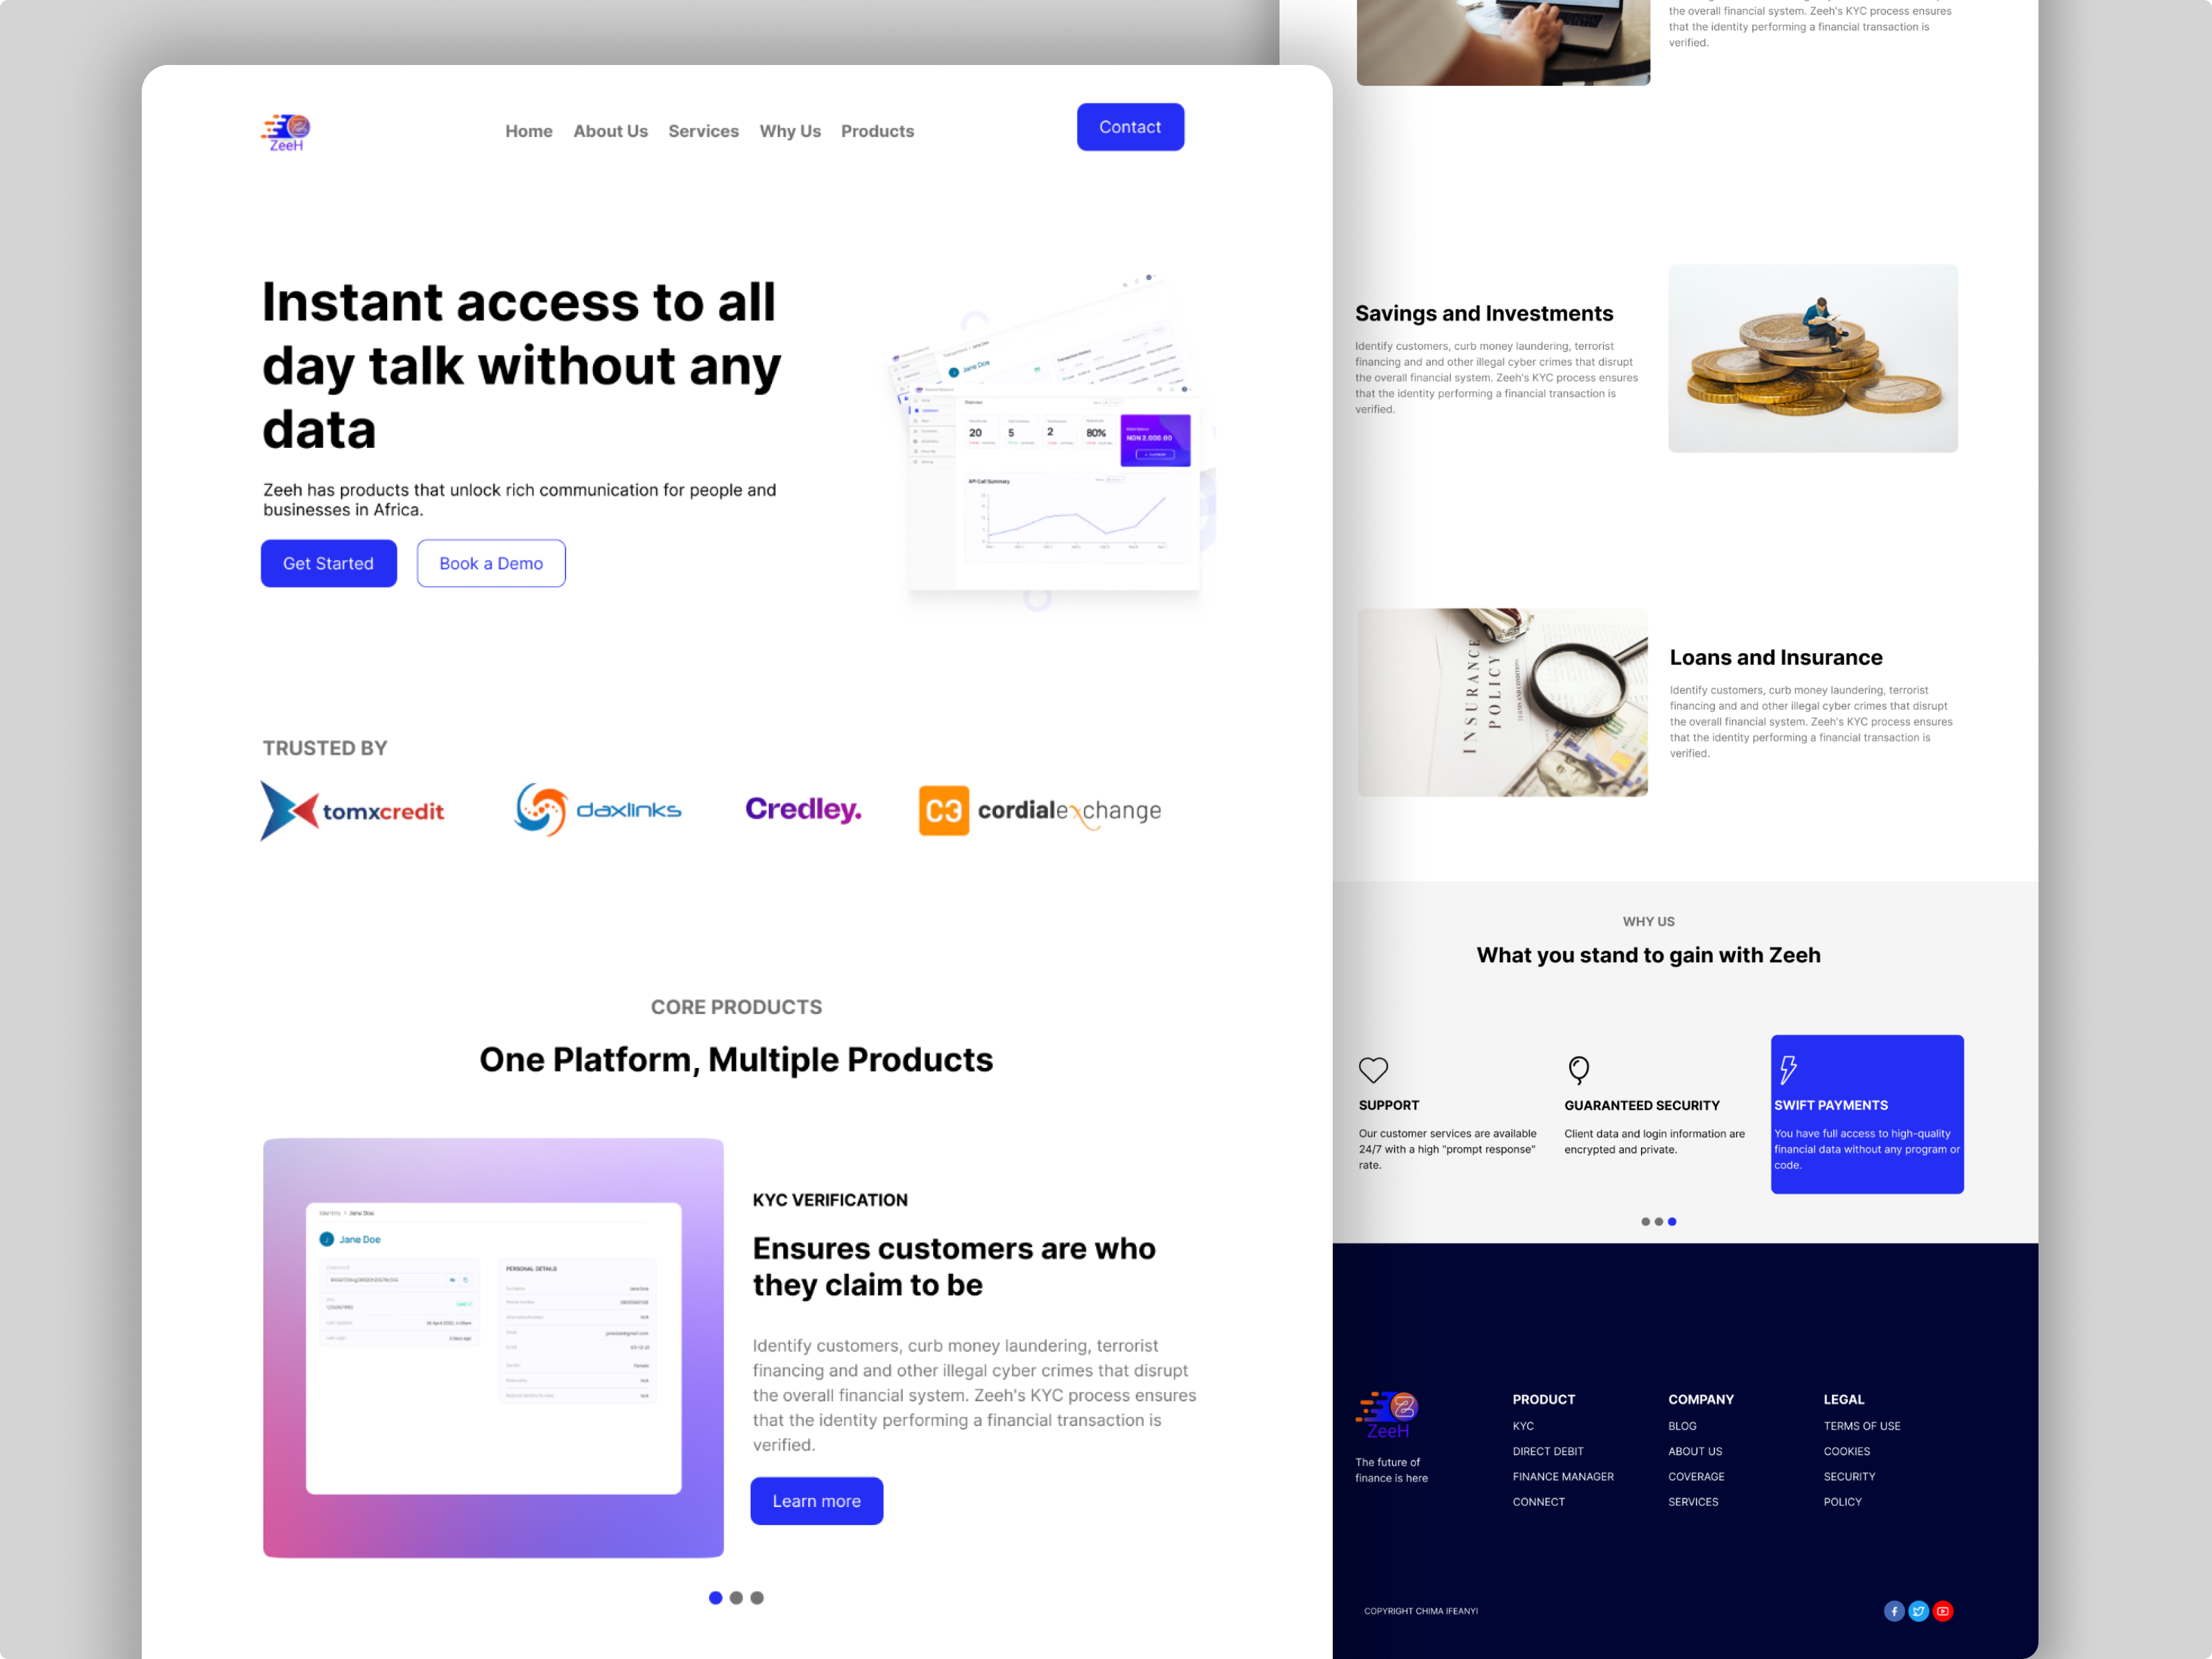 ZeeH
Home About Us Services Why Us Products
Contact
Instant access to all
day talk without any
data
Zeeh has products that unlock rich communication for people and
businesses in Africa.
Get Started
Book a Demo
Jane Doe
Overview
20
5
2
80%
NGN 2,000.00
API Call Summary
TRUSTED BY
tomxcredit
daxlinks
Credley.
C3 cordialexchange
CORE PRODUCTS
One Platform, Multiple Products
Identity > Jane Doe
J Jane Doe
PERSONAL DETAILS
KYC VERIFICATION
Ensures customers are who
they claim to be
Identify customers, curb money laundering, terrorist
financing and and other illegal cyber crimes that disrupt
the overall financial system. Zeeh's KYC process ensures
that the identity performing a financial transaction is
verified.
Learn more
the overall financial system. Zeeh's KYC process ensures
that the identity performing a financial transaction is
verified.
Savings and Investments
Identify customers, curb money laundering, terrorist
financing and and other illegal cyber crimes that disrupt
the overall financial system. Zeeh's KYC process ensures
that the identity performing a financial transaction is
verified.
INSURANCE
POLICY
TERMS AND CONDITIONS
Loans and Insurance
Identify customers, curb money laundering, terrorist
financing and and other illegal cyber crimes that disrupt
the overall financial system. Zeeh's KYC process ensures
that the identity performing a financial transaction is
verified.
WHY US
What you stand to gain with Zeeh
SUPPORT
Our customer services are available
24/7 with a high "prompt response"
rate.
GUARANTEED SECURITY
Client data and login information are
encrypted and private.
SWIFT PAYMENTS
You have full access to high-quality
financial data without any program or
code.
ZeeH
The future of
finance is here
PRODUCT
KYC
DIRECT DEBIT
FINANCE MANAGER
CONNECT
COMPANY
BLOG
ABOUT US
COVERAGE
SERVICES
LEGAL
TERMS OF USE
COOKIES
SECURITY
POLICY
COPYRIGHT CHIMA IFEANYI